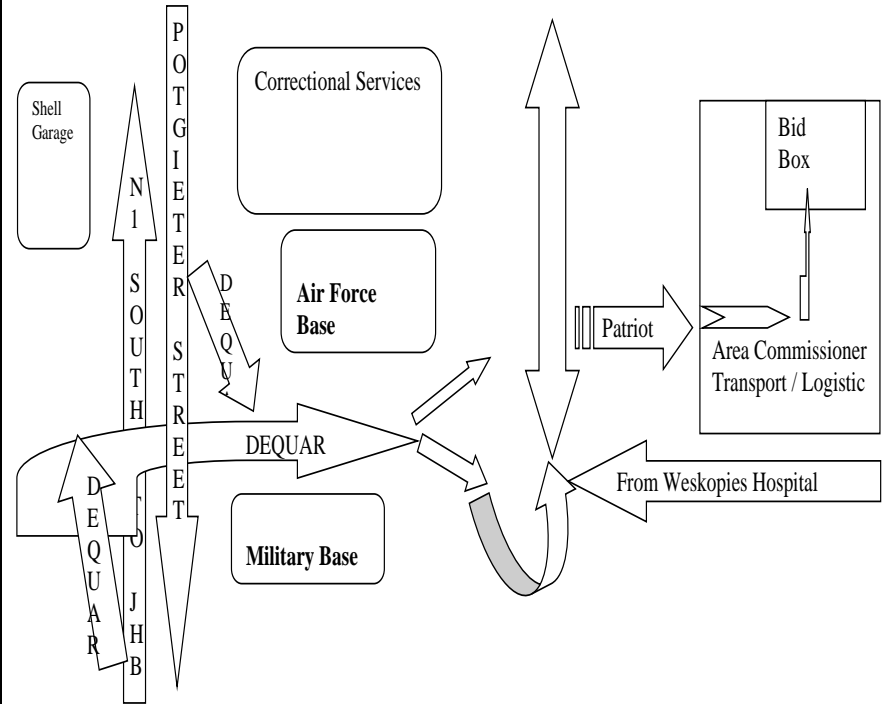 Shell
Garage
N1 SOUTH TO JHB
POTGIETER STREET
Correctional Services
Air Force
Base
DEQU
DEQUAR
DEQUAR
Military Base
Patriot
Bid
Box
Area Commissioner
Transport / Logistic
From Weskopies Hospital